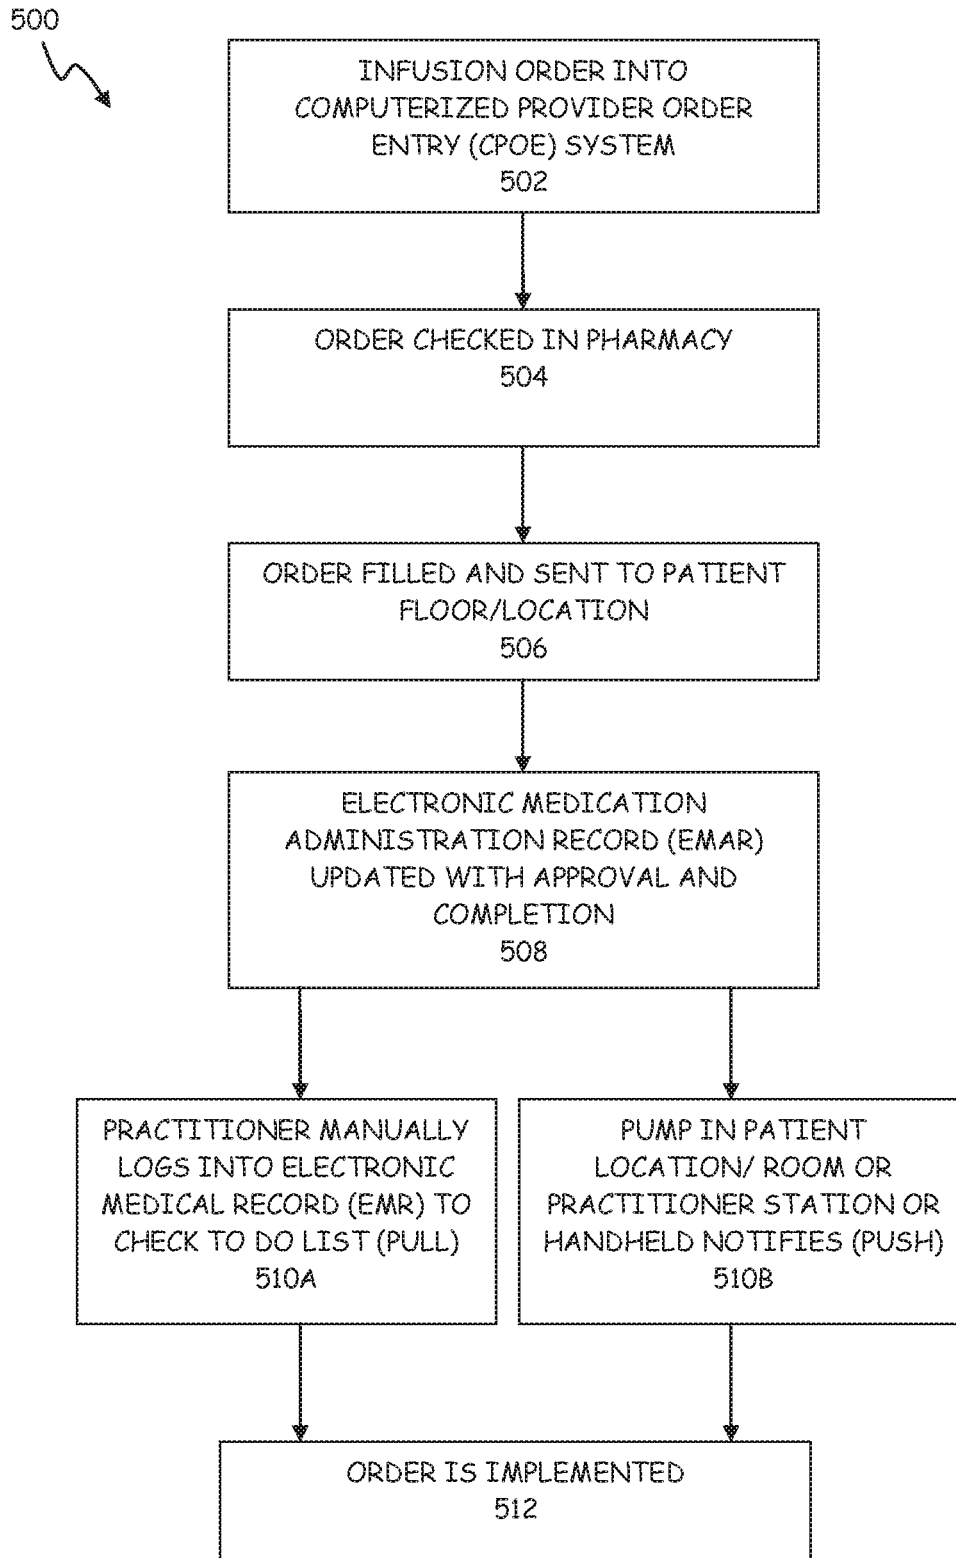 500
INFUSION ORDER INTO
COMPUTERIZED PROVIDER ORDER
ENTRY (CPOE) SYSTEM
502
ORDER CHECKED IN PHARMACY
504
ORDER FILLED AND SENT TO PATIENT
FLOOR/LOCATION
506
ELECTRONIC MEDICATION
ADMINISTRATION RECORD (EMAR)
UPDATED WITH APPROVAL AND
COMPLETION
508
PRACTITIONER MANUALLY
LOGS INTO ELECTRONIC
MEDICAL RECORD (EMR) TO
CHECK TO DO LIST (PULL)
510A
PUMP IN PATIENT
LOCATION/ ROOM OR
PRACTITIONER STATION OR
HANDHELD NOTIFIES (PUSH)
510B
ORDER IS IMPLEMENTED
512